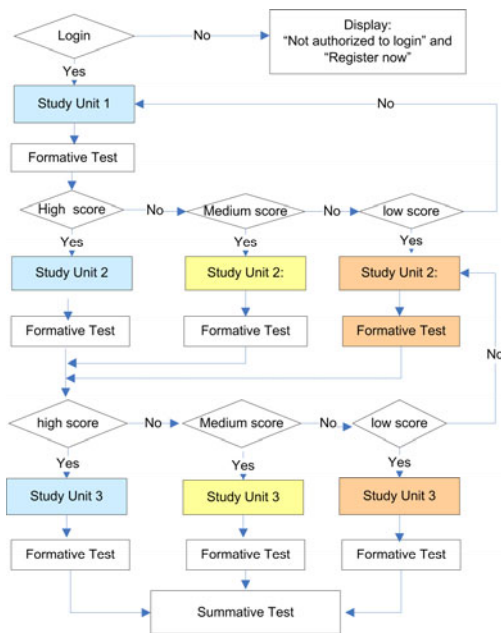 Login
No
Display:
“Not authorized to login” and
“Register now”
Yes
No
Study Unit 1
Formative Test
High score
No
Medium score
No
low score
Yes
Yes
Yes
Study Unit 2
Study Unit 2:
Study Unit 2:
Formative Test
Formative Test
Formative Test
No
high score
No
Medium score
No
low score
Yes
Yes
Yes
Study Unit 3
Study Unit 3
Study Unit 3
Formative Test
Formative Test
Formative Test
Summative Test